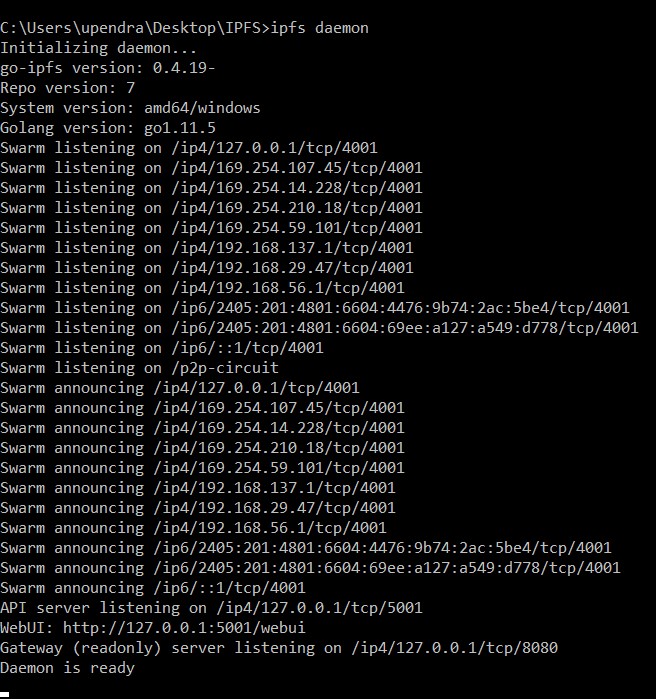 C:\Users\upendra\Desktop\IPFS>ipfs daemon
Initializing daemon...
go-ipfs version: 0.4.19-
Repo version: 7
System version: amd64/windows
Golang version: go1.11.5
Swarm listening on /ip4/127.0.0.1/tcp/4001
Swarm listening on /ip4/169.254.107.45/tcp/4001
Swarm listening on /ip4/169.254.14.228/tcp/4001
Swarm listening on /ip4/169.254.210.18/tcp/4001
Swarm listening on /ip4/169.254.59.101/tcp/4001
Swarm listening on /ip4/192.168.137.1/tcp/4001
Swarm listening on /ip4/192.168.29.47/tcp/4001
Swarm listening on /ip4/192.168.56.1/tcp/4001
Swarm listening on /ip6/2405:201:4801:6604:4476:9b74:2ac:5be4/tcp/4001
Swarm listening on /ip6/2405:201:4801:6604:69ee:a127:a549:d778/tcp/4001
Swarm listening on /ip6/::1/tcp/4001
Swarm listening on /p2p-circuit
Swarm announcing /ip4/127.0.0.1/tcp/4001
Swarm announcing /ip4/169.254.107.45/tcp/4001
Swarm announcing /ip4/169.254.14.228/tcp/4001
Swarm announcing /ip4/169.254.210.18/tcp/4001
Swarm announcing /ip4/169.254.59.101/tcp/4001
Swarm announcing /ip4/192.168.137.1/tcp/4001
Swarm announcing /ip4/192.168.29.47/tcp/4001
Swarm announcing /ip4/192.168.56.1/tcp/4001
Swarm announcing /ip6/2405:201:4801:6604:4476:9b74:2ac:5be4/tcp/4001
Swarm announcing /ip6/2405:201:4801:6604:69ee:a127:a549:d778/tcp/4001
Swarm announcing /ip6/::1/tcp/4001
API server listening on /ip4/127.0.0.1/tcp/5001
WebUI: http://127.0.0.1:5001/webui
Gateway (readonly) server listening on /ip4/127.0.0.1/tcp/8080
Daemon is ready